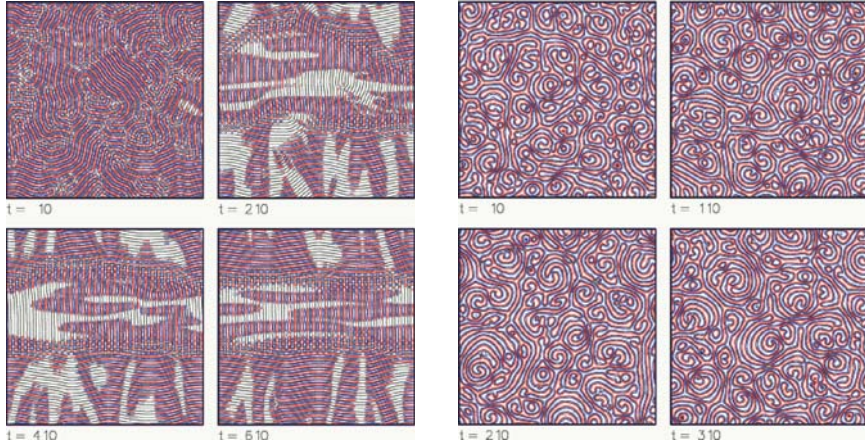 t = 10
t = 210
t = 10
t = 110
t = 410
t = 610
t = 210
t = 310